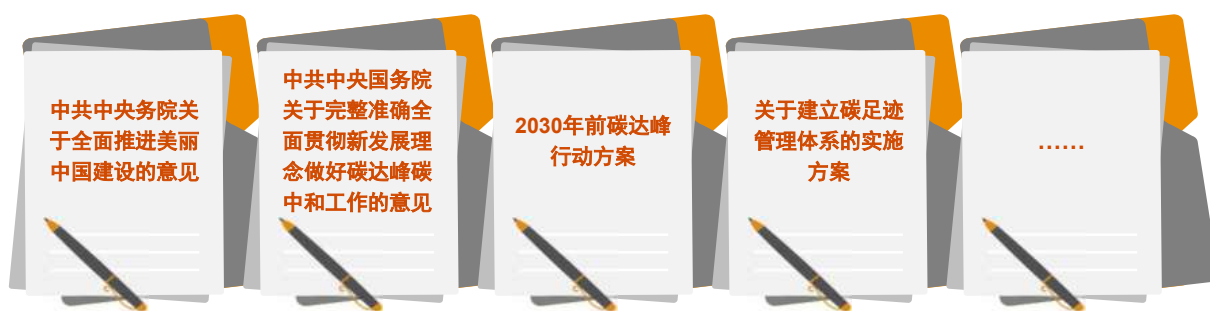 中共中央务院关
于全面推进美丽
中国建设的意见
中共中央国务院
关于完整准确全
面贯彻新发展理
念做好碳达峰碳
中和工作的意见
2030年前碳达峰
行动方案
关于建立碳足迹
管理体系的实施
方案
……